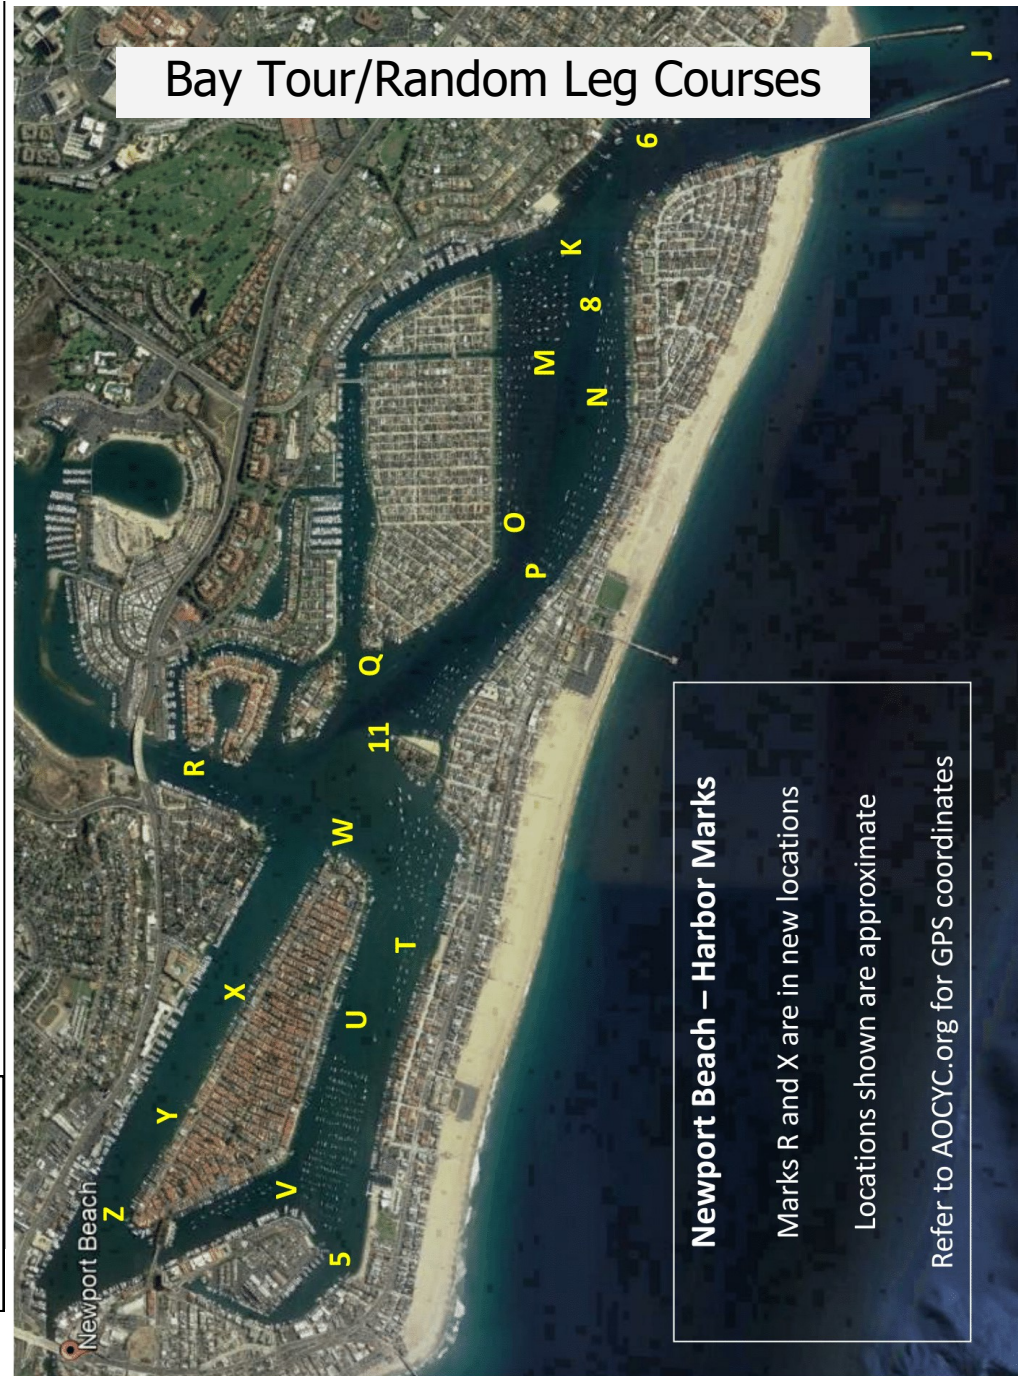 Bay Tour/Random Leg Courses
J
6
K
8
M
N
O
P
Q
11
R
W
T
X
U
Y
V
Z
5
Newport Beach
Newport Beach – Harbor Marks
Marks R and X are in new locations
Locations shown are approximate
Refer to AOCYC.org for GPS coordinates